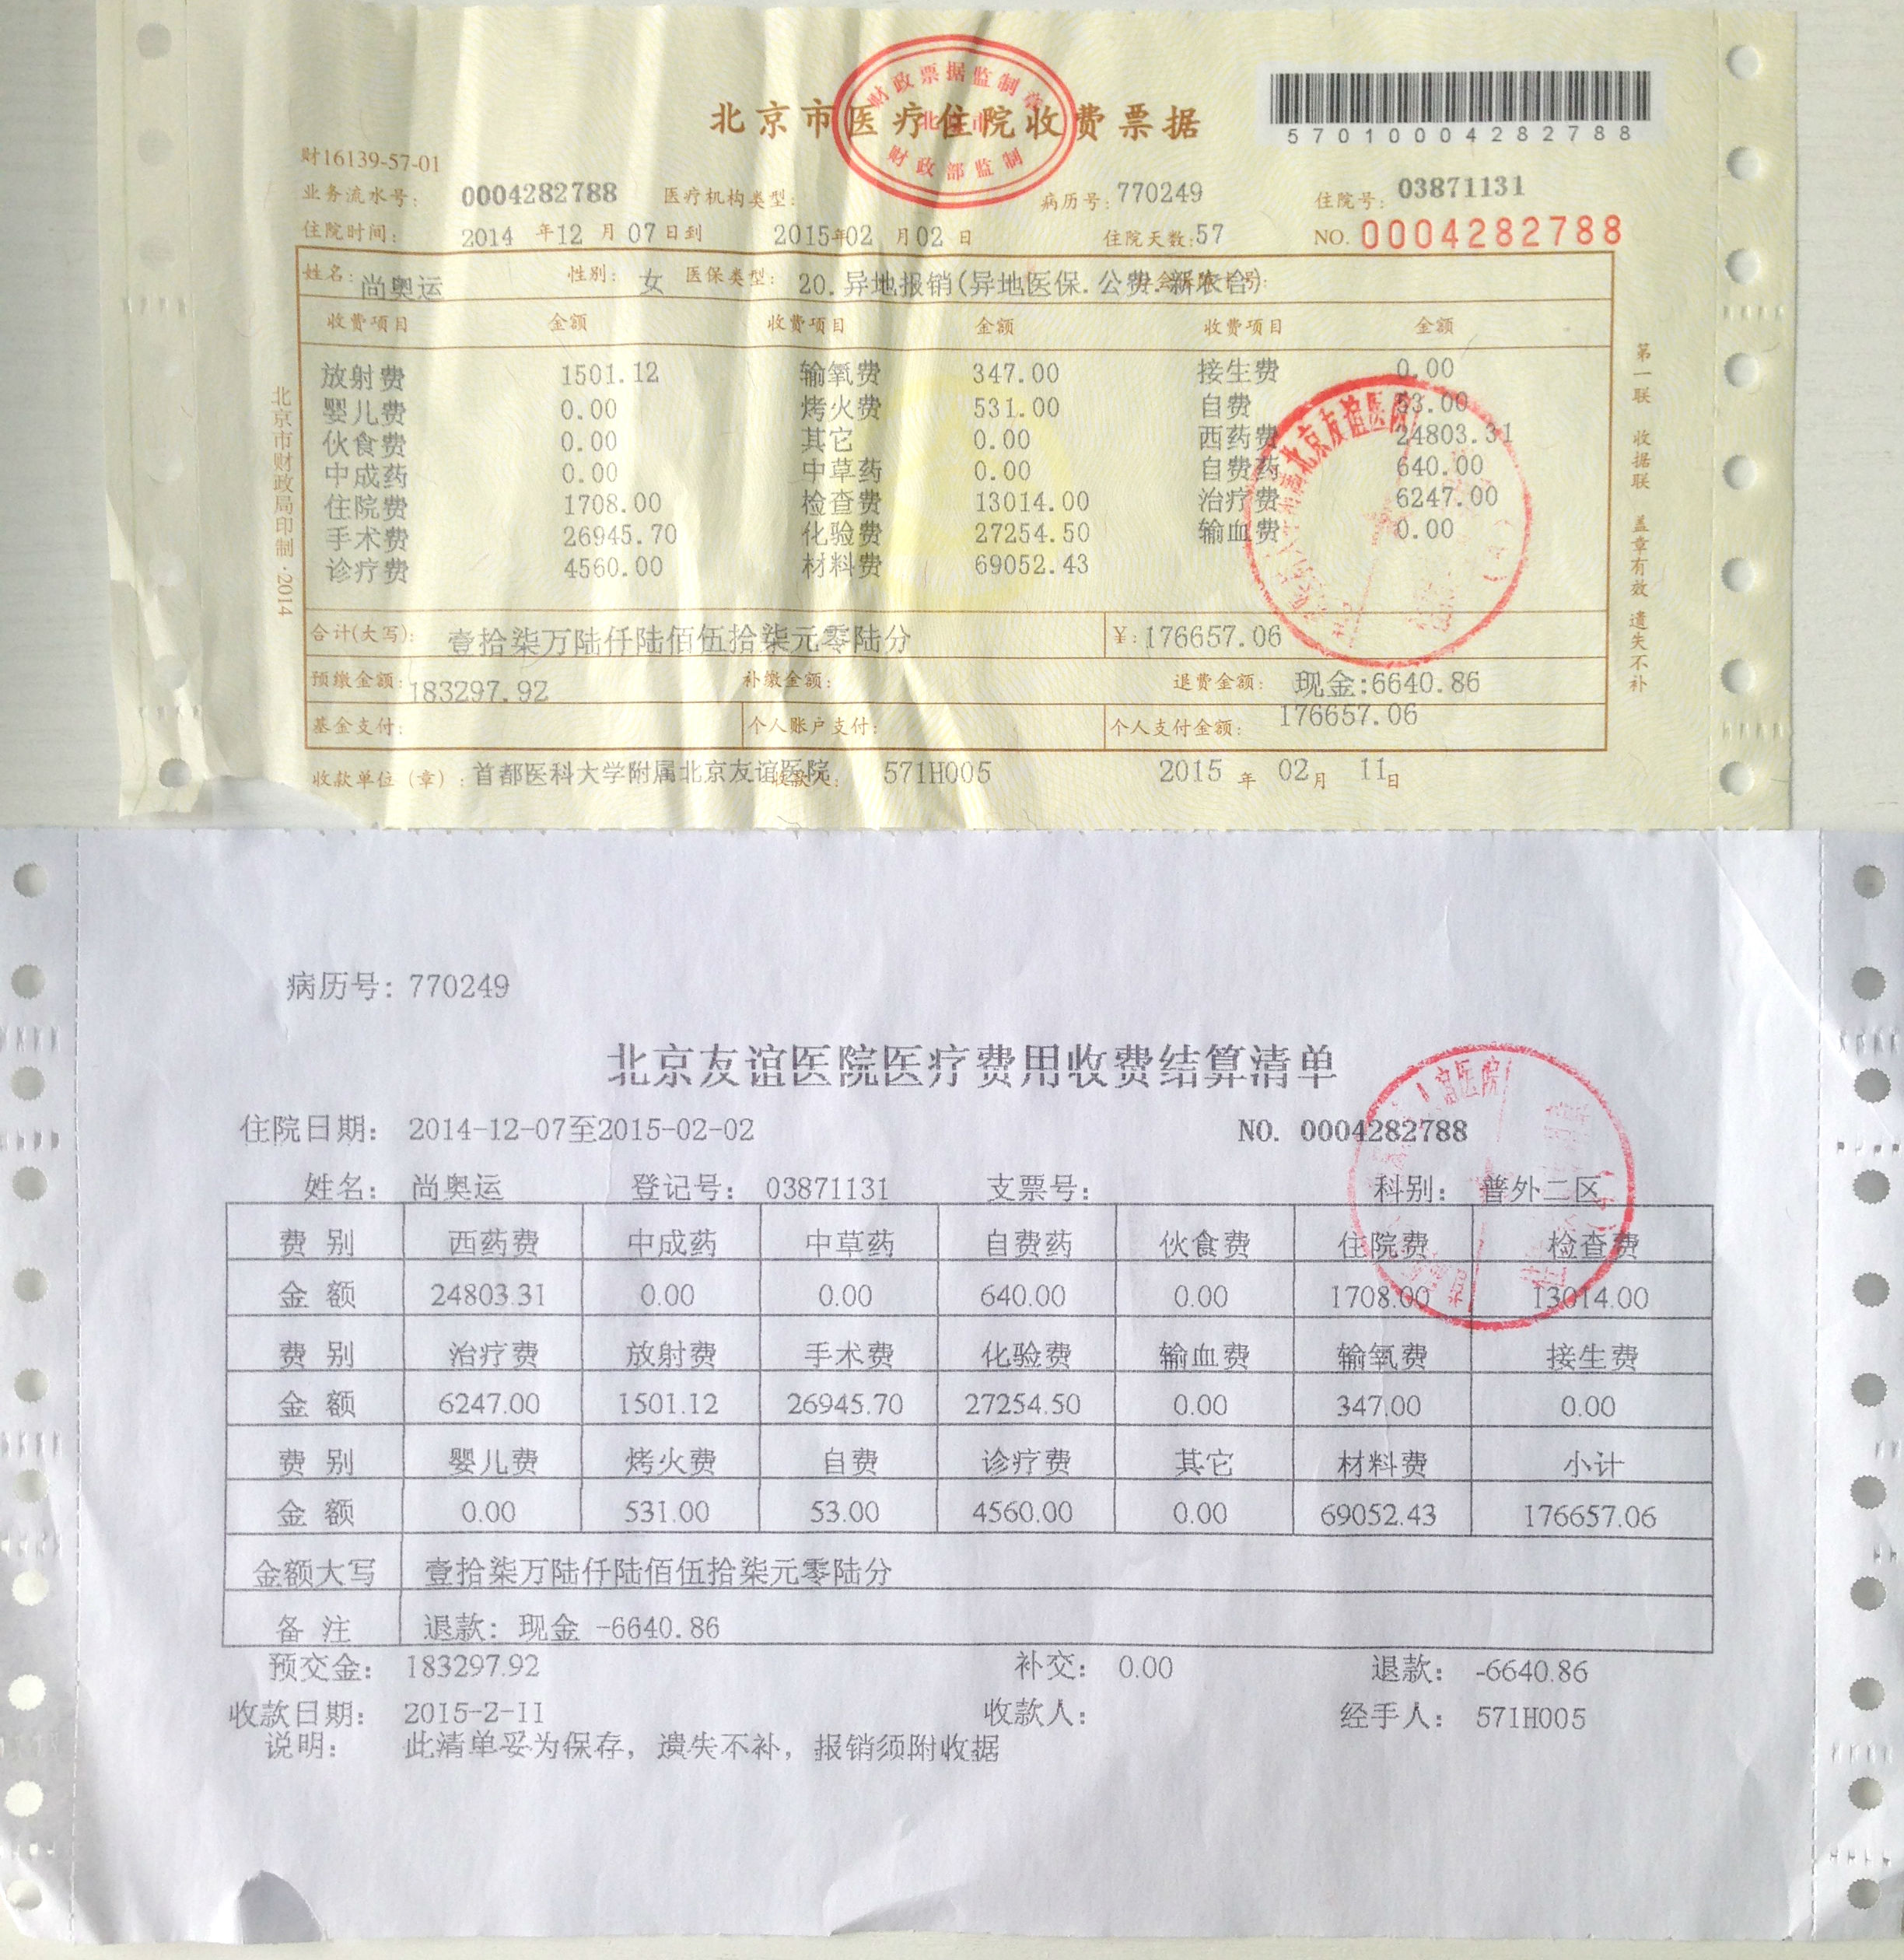 财政票据监制章
北京市
财政部监制
北京市医疗住院收费票据
57010004282788
财16139-57-01
业务流水号: 0004282788 医疗机构类型: 病历号: 770249 住院号: 03871131
住院时间: 2014 年 12 月 07 日到 2015 年 02 月 02 日 住院天数: 57 NO. 0004282788
姓名: 尚奥运 性别: 女 医保类型: 20.异地报销(异地医保.公费.新农合)
收费项目 金额 收费项目 金额 收费项目 金额
放射费 1501.12 输氧费 347.00 接生费 0.00
婴儿费 0.00 烤火费 531.00 自费 53.00
伙食费 0.00 其它 0.00 西药费 24803.31
中成药 0.00 中草药 0.00 自费药 640.00
住院费 1708.00 检查费 13014.00 治疗费 6247.00
手术费 26945.70 化验费 27254.50 输血费 0.00
诊疗费 4560.00 材料费 69052.43
合计(大写): 壹拾柒万陆仟陆佰伍拾柒元零陆分 ¥: 176657.06
预缴金额: 183297.92 补缴金额: 退费金额: 现金:6640.86
基金支付: 个人账户支付: 个人支付金额: 176657.06
收款单位(章): 首都医科大学附属北京友谊医院 收款人: 571H005 2015 年 02 月 11 日
北京市财政局印制·2014
第一联 收据联 盖章有效 遗失不补
北京友谊医院
病历号: 770249
北京友谊医院医疗费用收费结算清单
住院日期: 2014-12-07至2015-02-02 NO. 0004282788
姓名: 尚奥运 登记号: 03871131 支票号: 科别: 普外二区
费 别 西药费 中成药 中草药 自费药 伙食费 住院费 检查费
金 额 24803.31 0.00 0.00 640.00 0.00 1708.00 13014.00
费 别 治疗费 放射费 手术费 化验费 输血费 输氧费 接生费
金 额 6247.00 1501.12 26945.70 27254.50 0.00 347.00 0.00
费 别 婴儿费 烤火费 自费 诊疗费 其它 材料费 小计
金 额 0.00 531.00 53.00 4560.00 0.00 69052.43 176657.06
金额大写 壹拾柒万陆仟陆佰伍拾柒元零陆分
备 注 退款: 现金 -6640.86
预交金: 183297.92 补交: 0.00 退款: -6640.86
收款日期: 2015-2-11 收款人: 经手人: 571H005
说明: 此清单妥为保存, 遗失不补, 报销须附收据